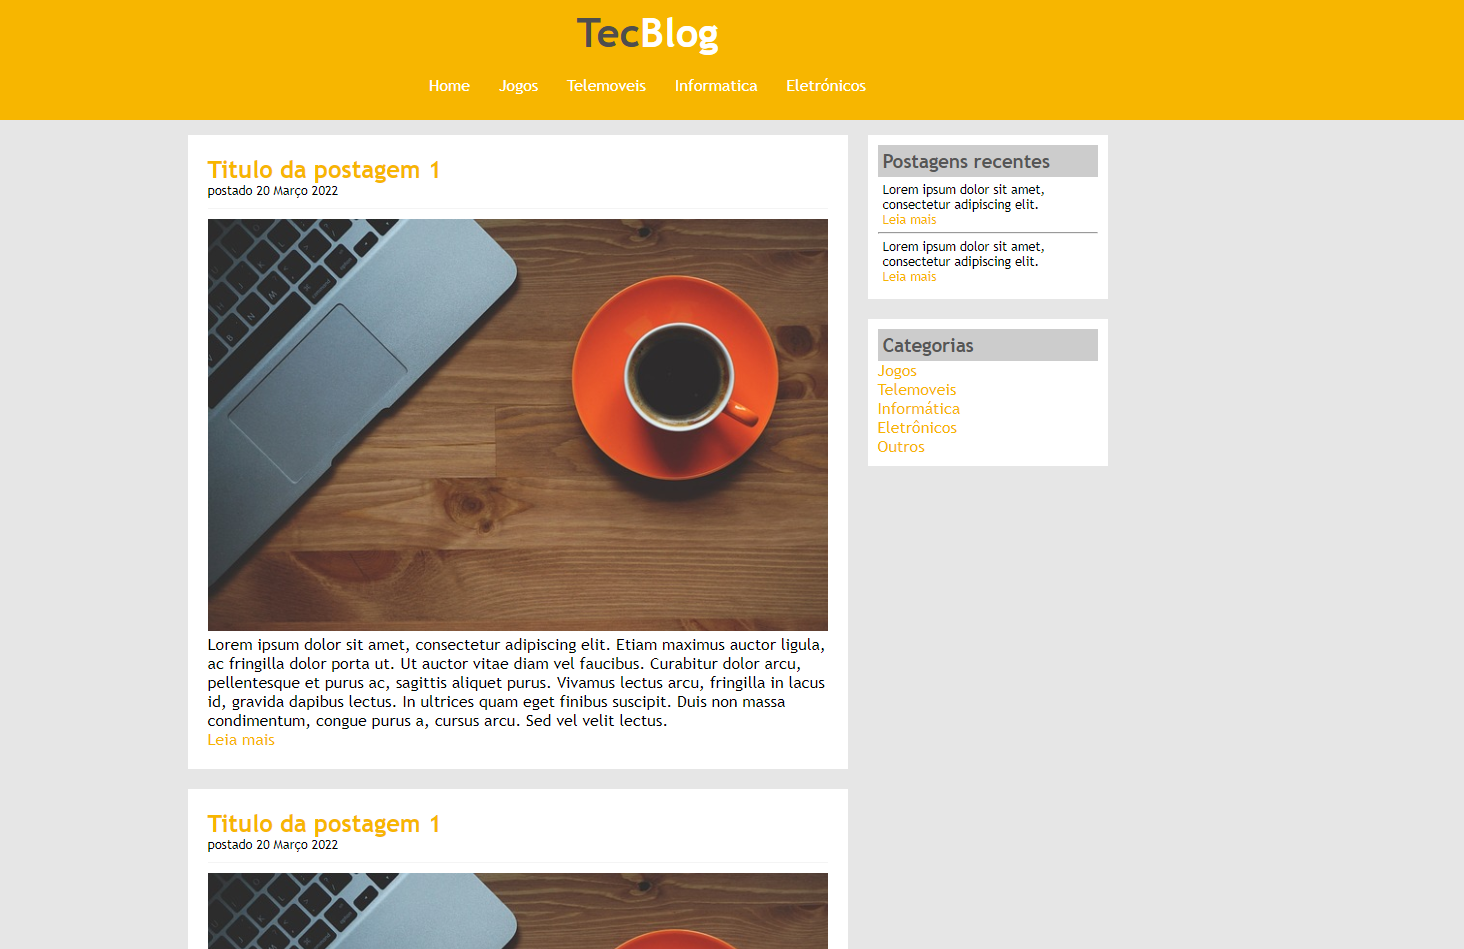 TecBlog
Home Jogos Telemoveis Informatica Eletrónicos
Titulo da postagem 1
postado 20 Março 2022
Lorem ipsum dolor sit amet, consectetur adipiscing elit. Etiam maximus auctor ligula,
ac fringilla dolor porta ut. Ut auctor vitae diam vel faucibus. Curabitur dolor arcu,
pellentesque et purus ac, sagittis aliquet purus. Vivamus lectus arcu, fringilla in lacus
id, gravida dapibus lectus. In ultrices quam eget finibus suscipit. Duis non massa
condimentum, congue purus a, cursus arcu. Sed vel velit lectus.
Leia mais
Titulo da postagem 1
postado 20 Março 2022
Postagens recentes
Lorem ipsum dolor sit amet,
consectetur adipiscing elit.
Leia mais
Lorem ipsum dolor sit amet,
consectetur adipiscing elit.
Leia mais
Categorias
Jogos
Telemoveis
Informática
Eletrônicos
Outros